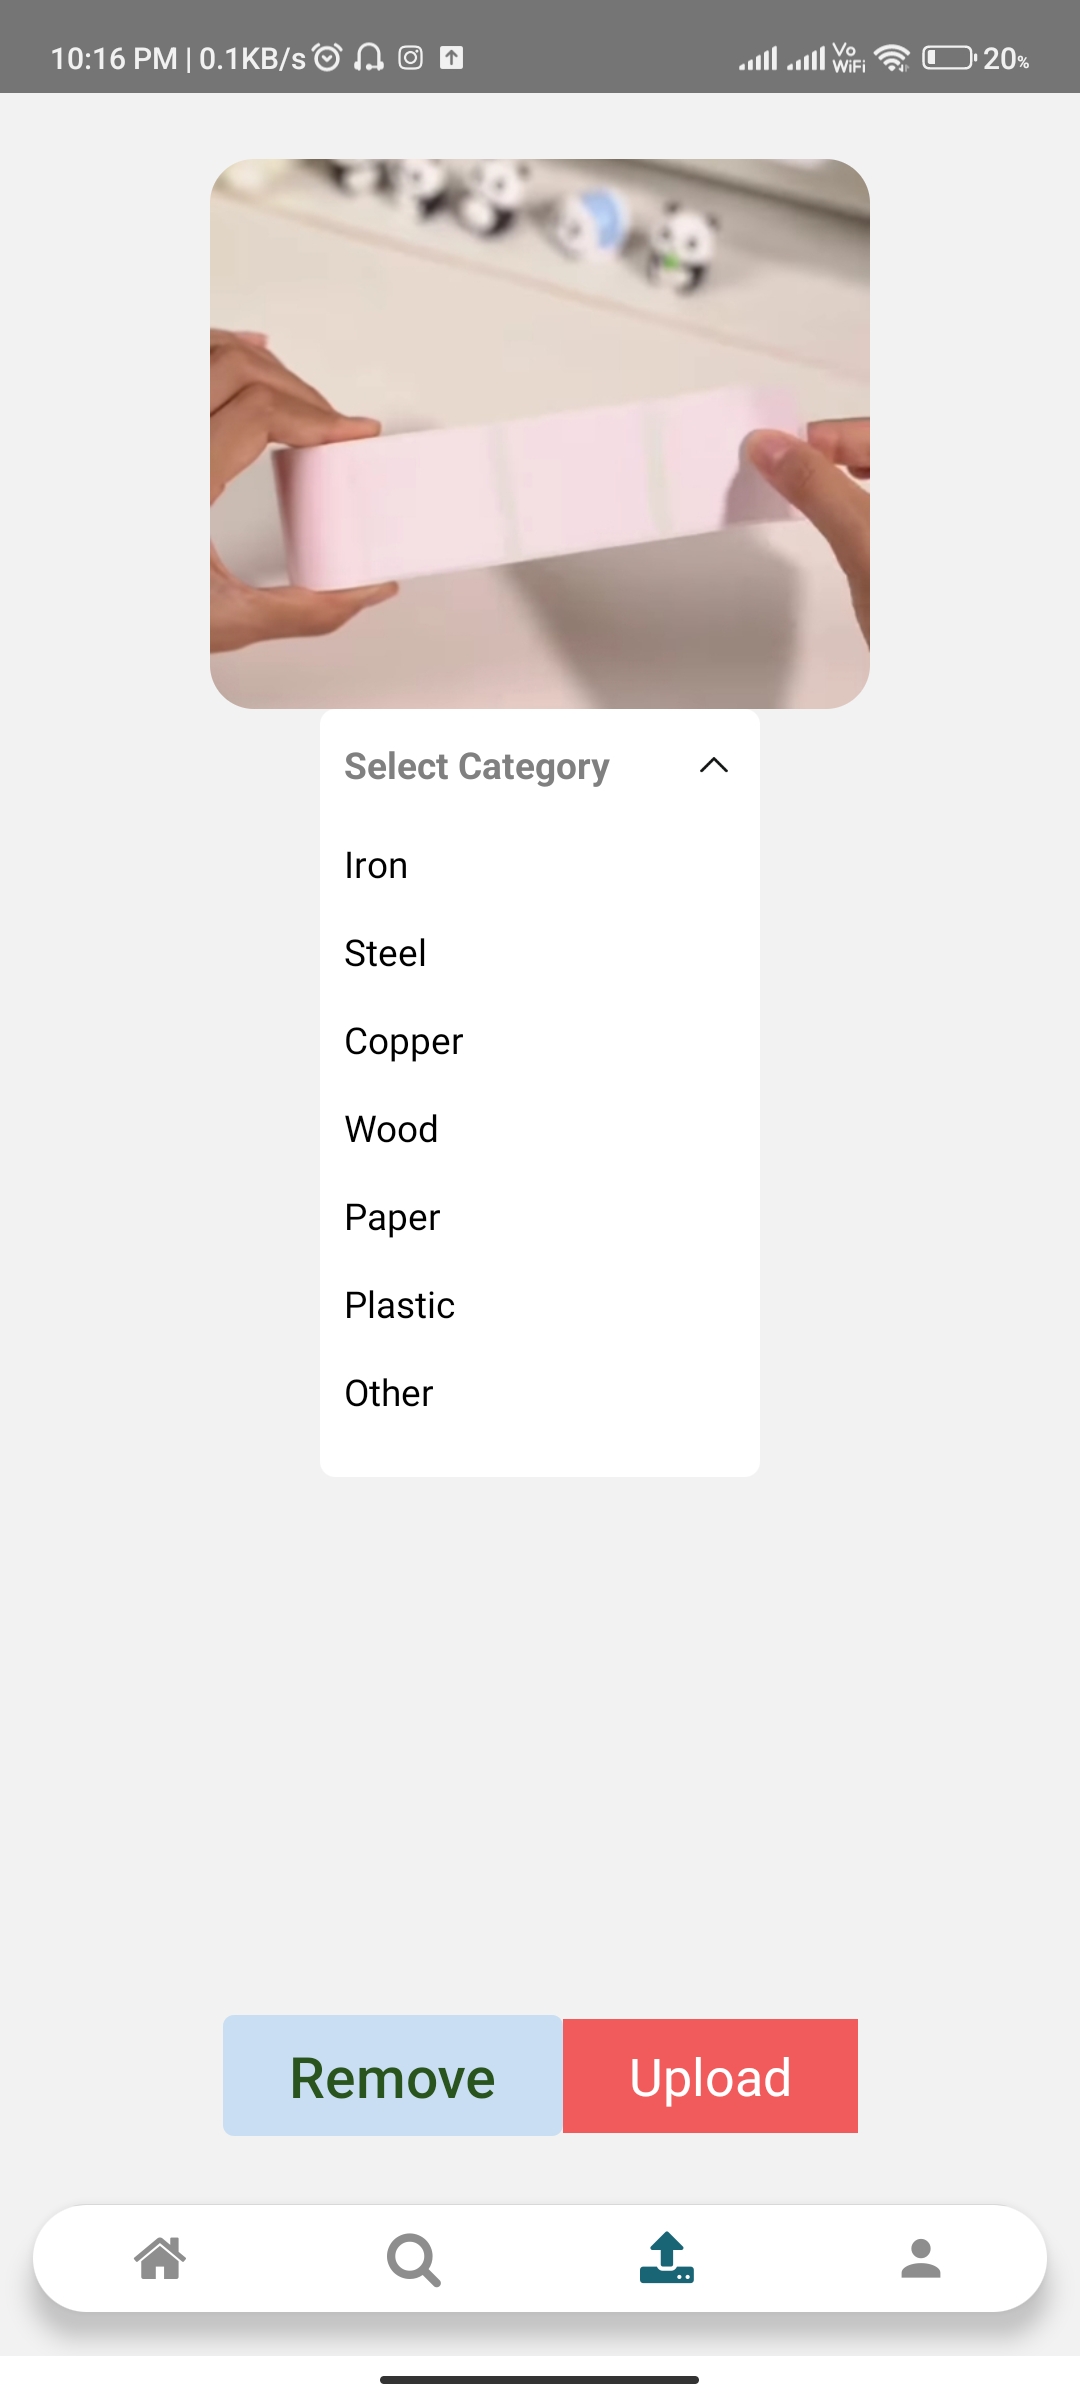 10:16 PM | 0.1KB/s Vo WiFi 20%
Select Category
Iron
Steel
Copper
Wood
Paper
Plastic
Other
Remove Upload